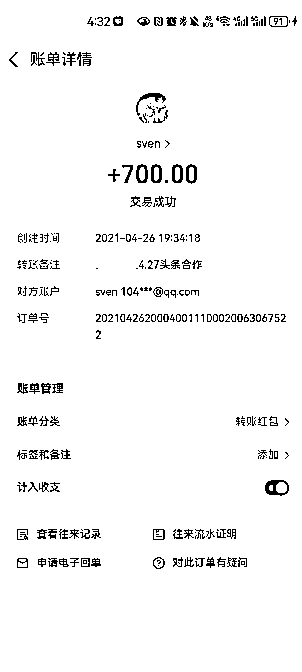 4:32
91
账单详情
sven
+700.00
交易成功
创建时间 2021-04-26 19:34:18
转账备注 . .4.27头条合作
对方账户 sven 104***@qq.com
订单号 2021042620004001110002006306752
2
账单管理
账单分类 转账红包
标签和备注 添加
计入收支
查看往来记录 往来流水证明
申请电子回单 对此订单有疑问